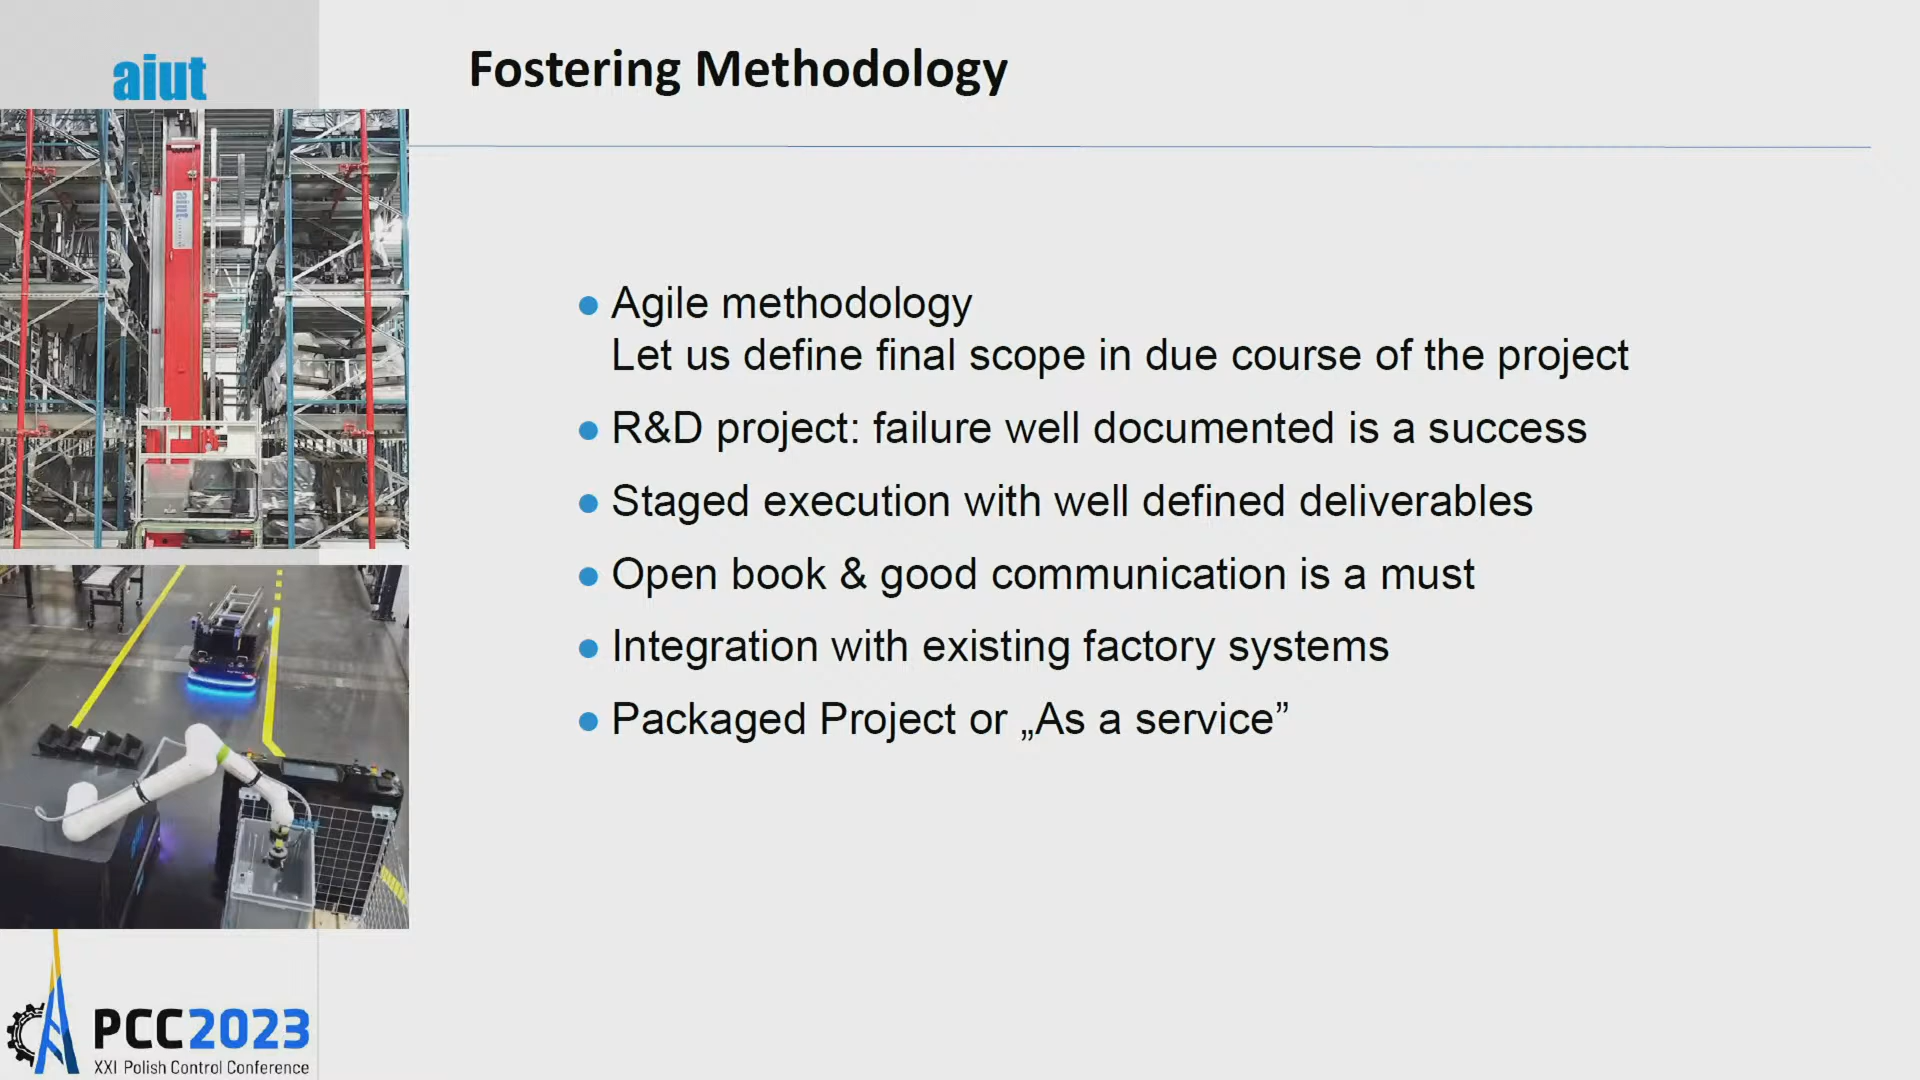 aiut
Fostering Methodology
aiut
Agile methodology
Let us define final scope in due course of the project
R&D project: failure well documented is a success
Staged execution with well defined deliverables
Open book & good communication is a must
Integration with existing factory systems
Packaged Project or „As a service”
PCC2023
XXI Polish Control Conference